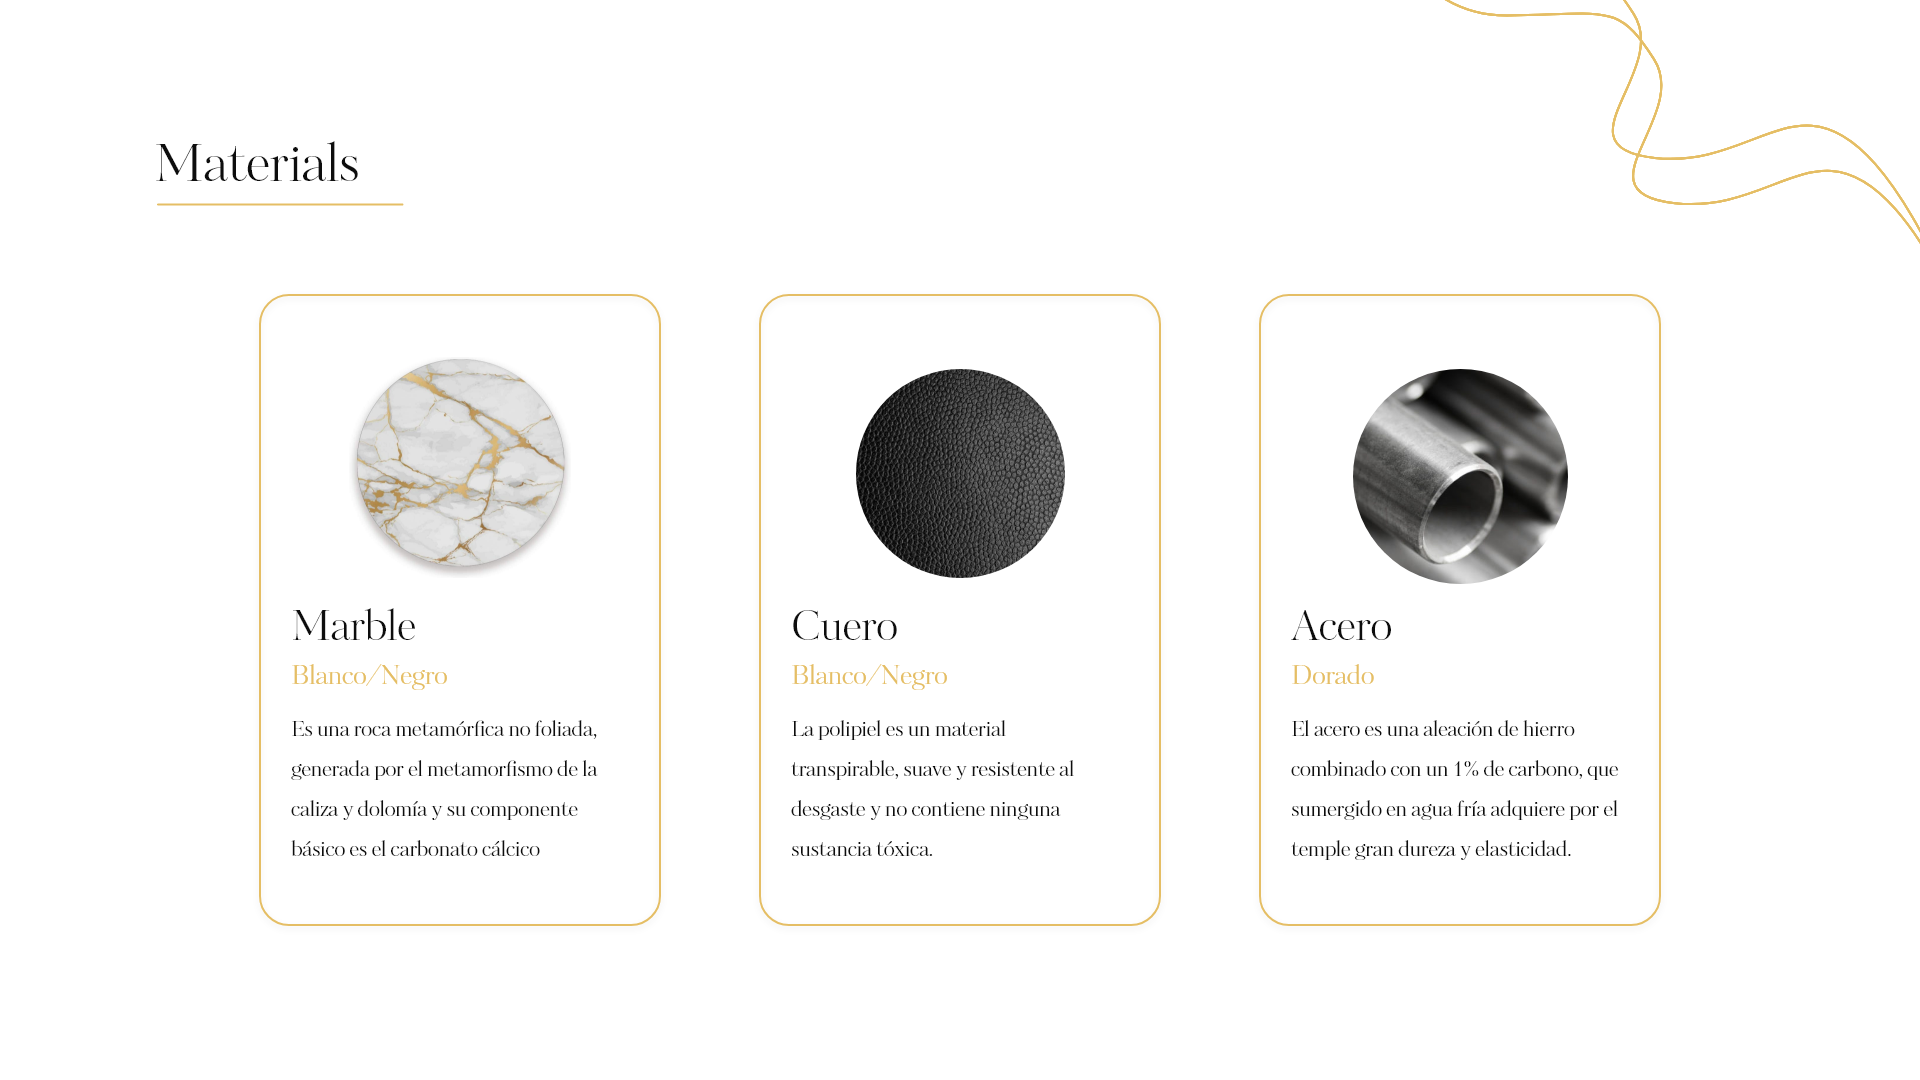 Materials
Marble
Blanco/Negro
Es una roca metamórfica no foliada,
generada por el metamorfismo de la
caliza y dolomía y su componente
básico es el carbonato cálcico
Cuero
Blanco/Negro
La polipiel es un material
transpirable, suave y resistente al
desgaste y no contiene ninguna
sustancia tóxica.
Acero
Dorado
El acero es una aleación de hierro
combinado con un 1% de carbono, que
sumergido en agua fría adquiere por el
temple gran dureza y elasticidad.